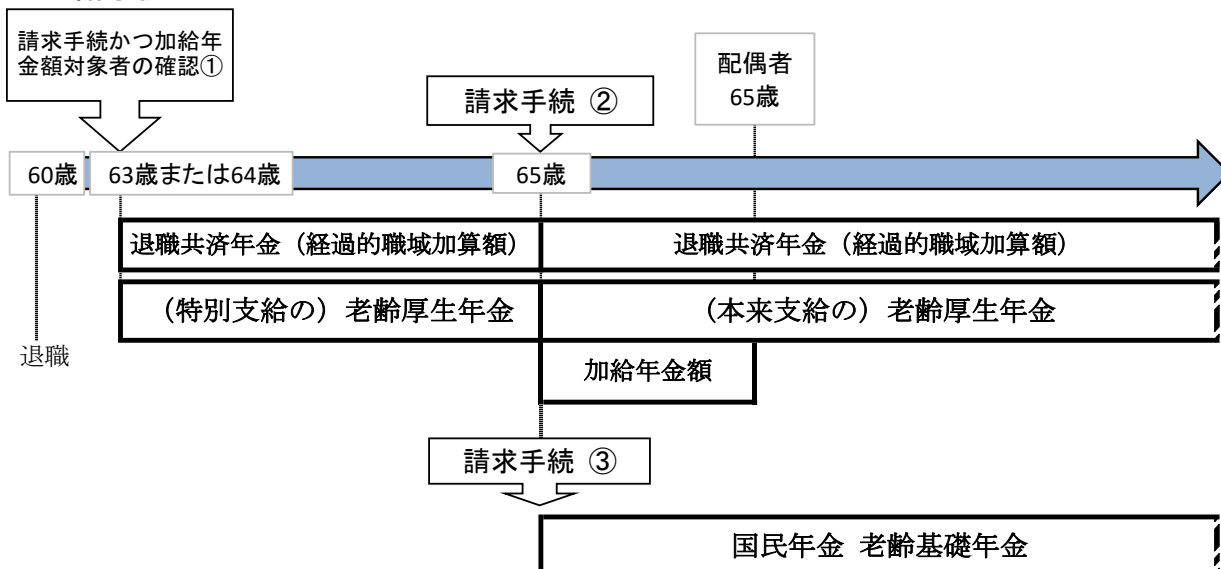 請求手続かつ加給年
金額対象者の確認①
配偶者
65歳
請求手続 ②
60歳
63歳または64歳
65歳
退職共済年金（経過的職域加算額）
退職共済年金（経過的職域加算額）
（特別支給の）老齢厚生年金
（本来支給の）老齢厚生年金
退職
加給年金額
請求手続 ③
国民年金 老齢基礎年金